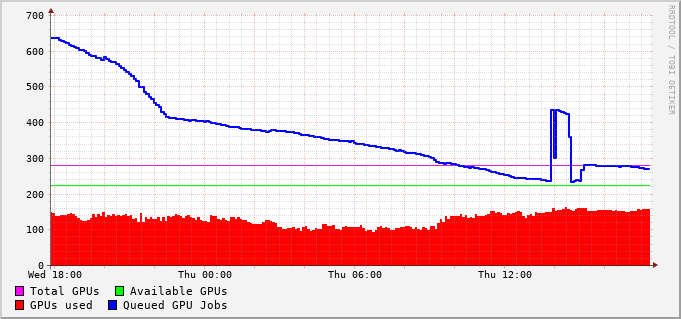 700
600
500
400
300
200
100
0
Wed 18:00 Thu 00:00 Thu 06:00 Thu 12:00
Total GPUs Available GPUs
GPUs used Queued GPU Jobs
RRDTOOL / TOBI OETIKER